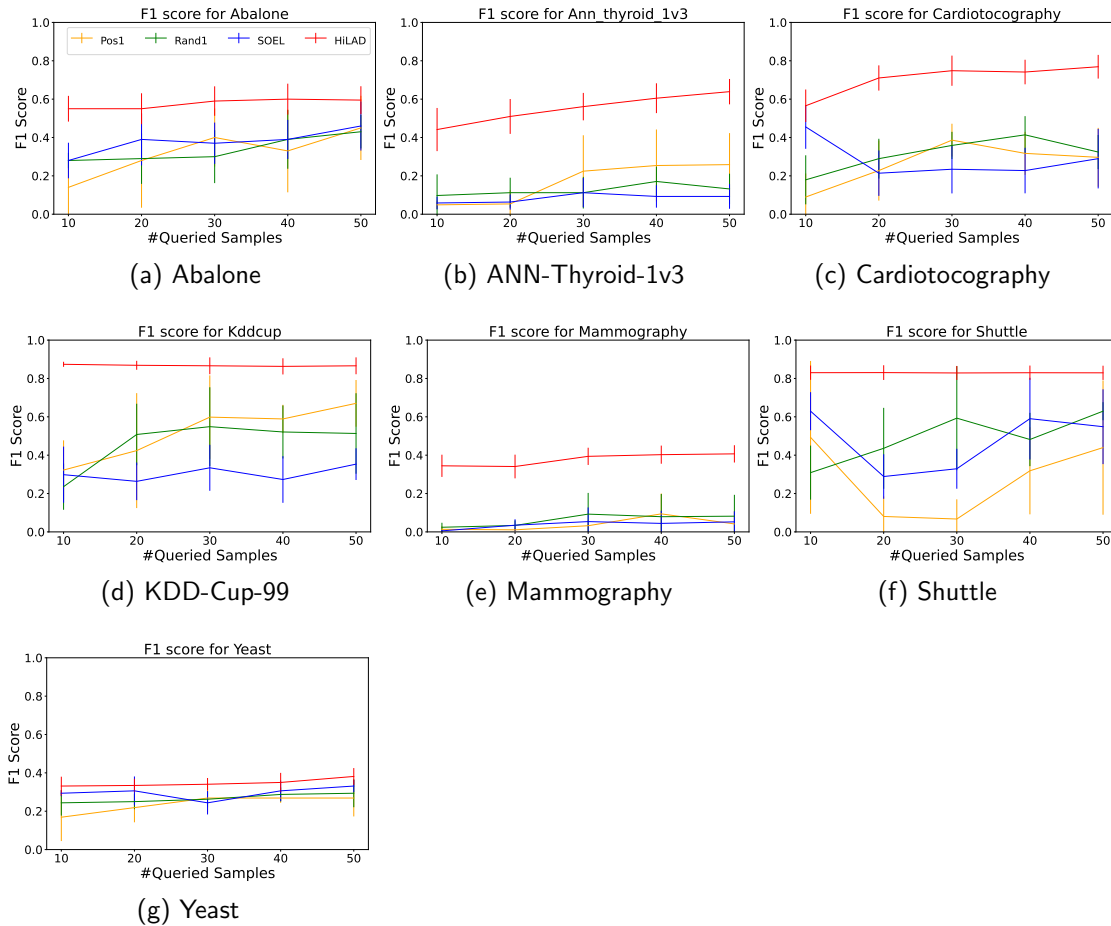 F1 score for Abalone
1.0
0.8
0.6
0.4
0.2
0.0
F1 Score
Pos1 Rand1 SOEL HiLAD
10 20 30 40 50
#Queried Samples
(a) Abalone
F1 score for Ann_thyroid_1v3
1.0
0.8
0.6
0.4
0.2
0.0
F1 Score
10 20 30 40 50
#Queried Samples
(b) ANN-Thyroid-1v3
F1 score for Cardiotocography
1.0
0.8
0.6
0.4
0.2
0.0
F1 Score
10 20 30 40 50
#Queried Samples
(c) Cardiotocography
F1 score for Kddcup
1.0
0.8
0.6
0.4
0.2
0.0
F1 Score
10 20 30 40 50
#Queried Samples
(d) KDD-Cup-99
F1 score for Mammography
1.0
0.8
0.6
0.4
0.2
0.0
F1 Score
10 20 30 40 50
#Queried Samples
(e) Mammography
F1 score for Shuttle
1.0
0.8
0.6
0.4
0.2
0.0
F1 Score
10 20 30 40 50
#Queried Samples
(f) Shuttle
F1 score for Yeast
1.0
0.8
0.6
0.4
0.2
0.0
F1 Score
10 20 30 40 50
#Queried Samples
(g) Yeast